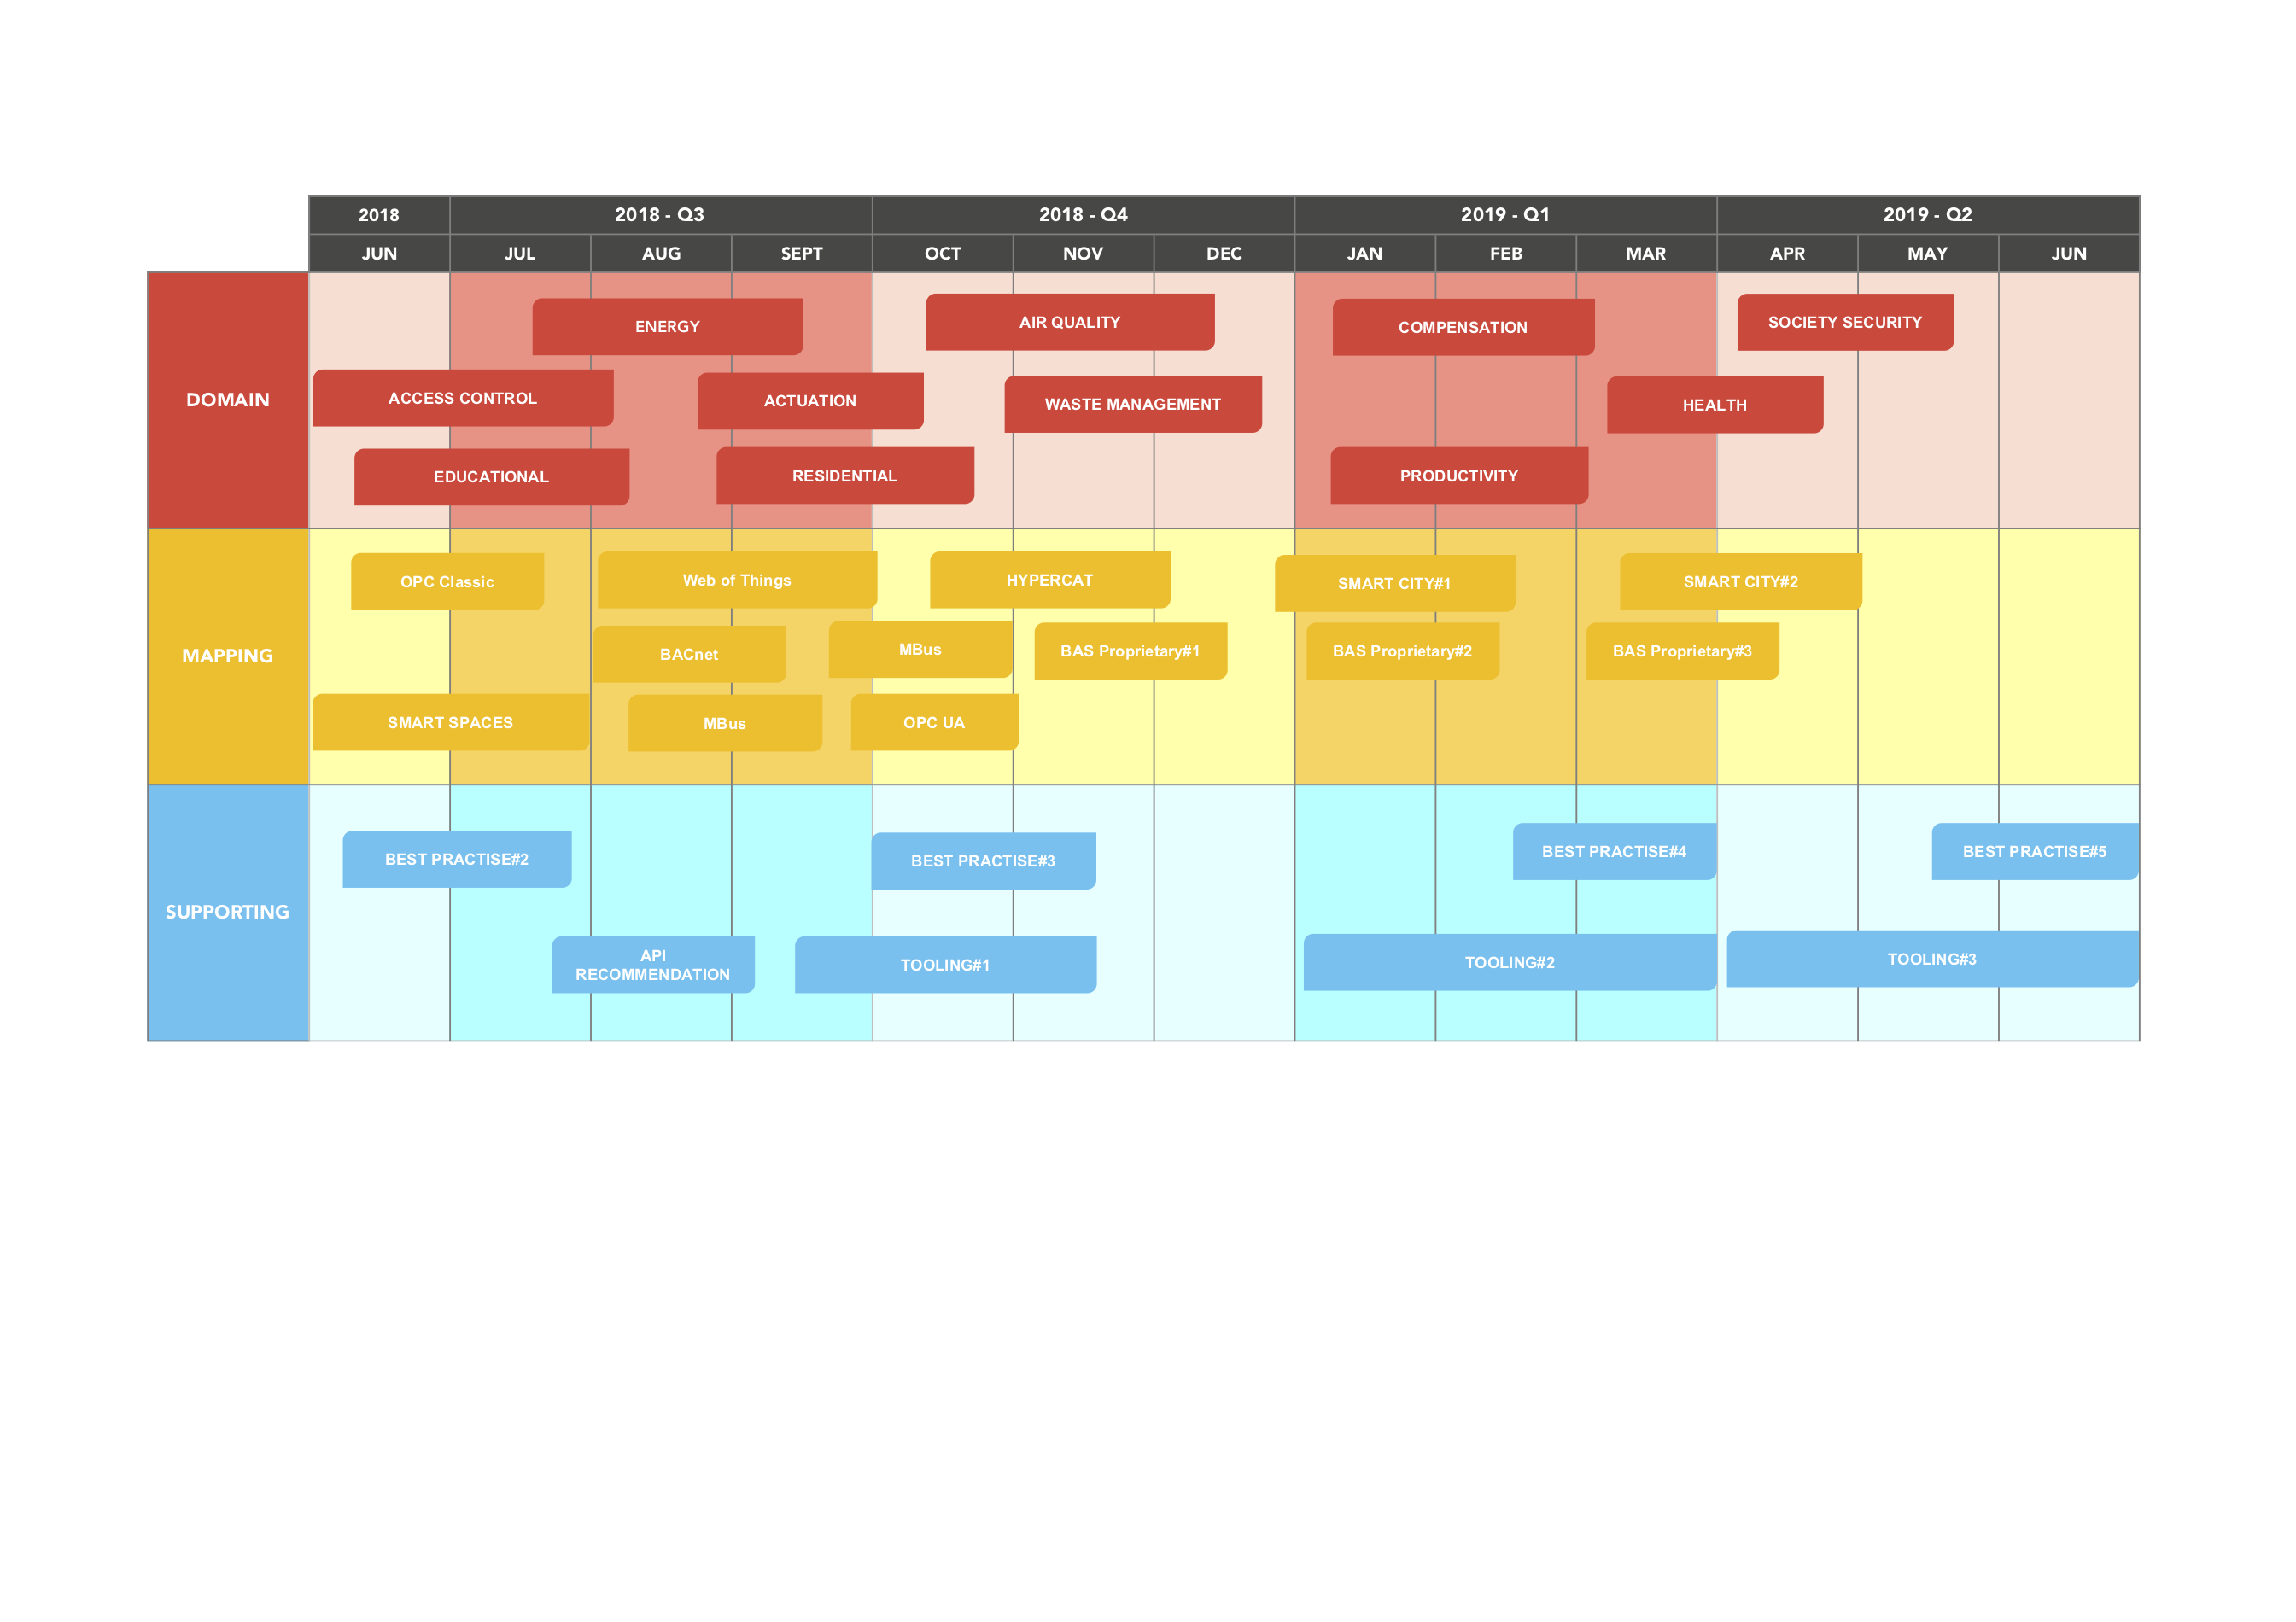 2018 2018 - Q3 2018 - Q4 2019 - Q1 2019 - Q2
JUN JUL AUG SEPT OCT NOV DEC JAN FEB MAR APR MAY JUN
DOMAIN
ENERGY AIR QUALITY COMPENSATION SOCIETY SECURITY
ACCESS CONTROL ACTUATION WASTE MANAGEMENT HEALTH
EDUCATIONAL RESIDENTIAL PRODUCTIVITY
MAPPING
OPC Classic Web of Things HYPERCAT SMART CITY#1 SMART CITY#2
BACnet MBus BAS Proprietary#1 BAS Proprietary#2 BAS Proprietary#3
SMART SPACES MBus OPC UA
SUPPORTING
BEST PRACTISE#2 BEST PRACTISE#3 BEST PRACTISE#4 BEST PRACTISE#5
API
RECOMMENDATION TOOLING#1 TOOLING#2 TOOLING#3